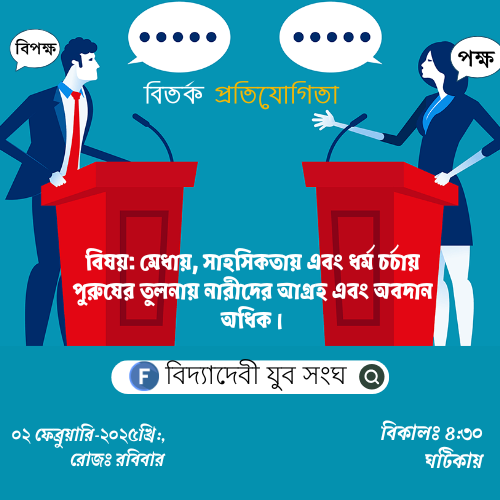 বিপক্ষ
পক্ষ
বিতর্ক প্রতিযোগিতা
বিষয়: মেধায়, সাহসিকতায় এবং ধর্ম চর্চায়
পুরুষের তুলনায় নারীদের আগ্রহ এবং অবদান
অধিক।
F বিদ্যাদেবী যুব সংঘ
০২ ফেব্রুয়ারি-২০২৫খ্রি:,
রোজঃ রবিবার
বিকালঃ ৪:৩০
ঘটিকায়